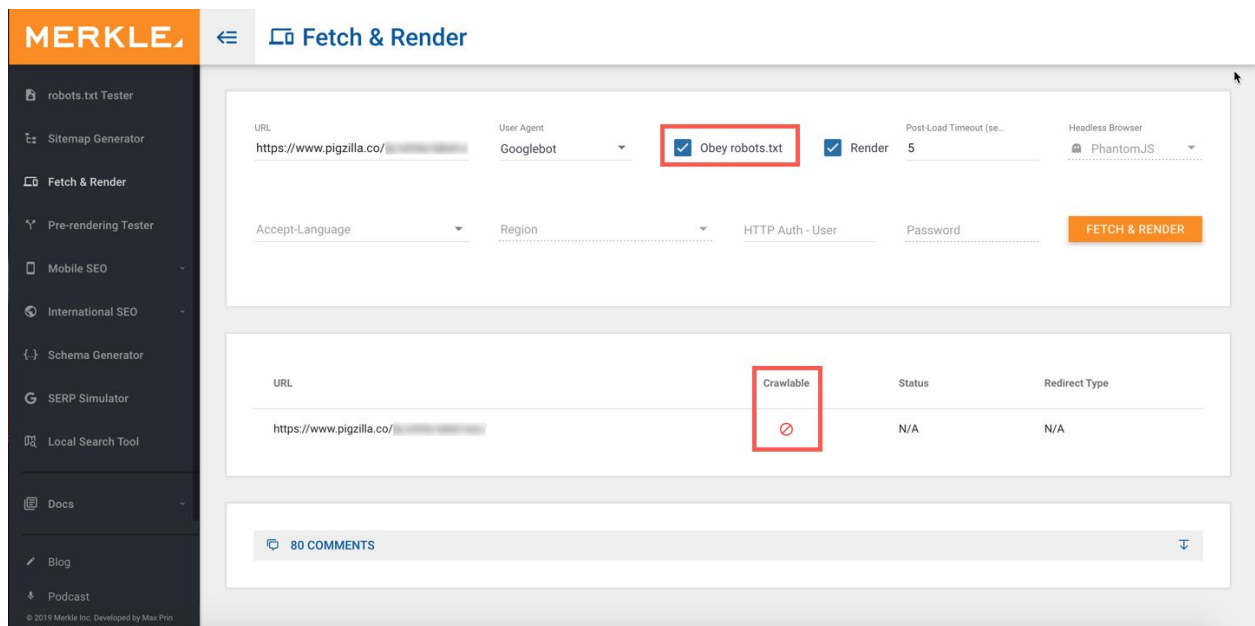 MERKLE
Fetch & Render
robots.txt Tester
Sitemap Generator
Fetch & Render
Pre-rendering Tester
Mobile SEO
International SEO
Schema Generator
SERP Simulator
Local Search Tool
Docs
Blog
Podcast
© 2019 Merkle Inc. Developed by Max Prin
URL
User Agent
Post-Load Timeout (se...
Headless Browser
https://www.pigzilla.co/
Googlebot
Obey robots.txt
Render
5
PhantomJS
Accept-Language
Region
HTTP Auth - User
Password
FETCH & RENDER
URL
Crawlable
Status
Redirect Type
https://www.pigzilla.co/
N/A
N/A
80 COMMENTS